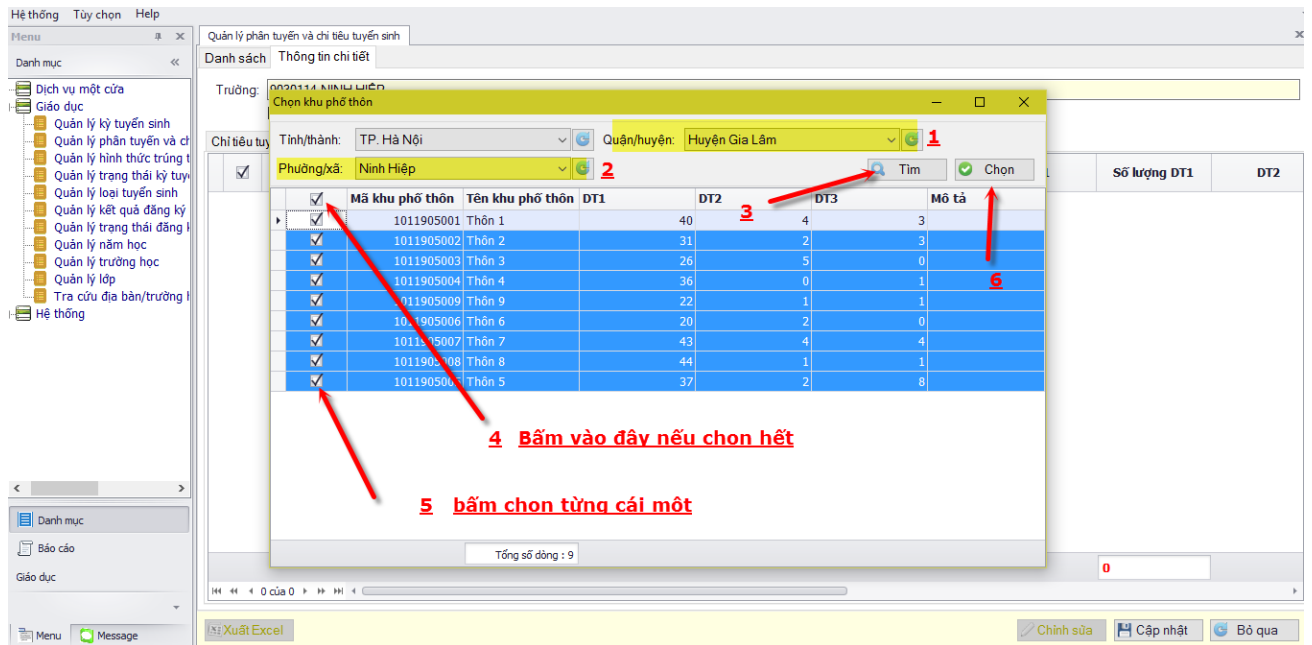 Hệ thống Tùy chọn Help
Menu
Danh mục
Dịch vụ một cửa
Giáo dục
Quản lý kỳ tuyển sinh
Quản lý phân tuyến và ch
Quản lý hình thức trúng t
Quản lý trạng thái kỳ tuy
Quản lý loại tuyển sinh
Quản lý kết quả đăng ký
Quản lý trạng thái đăng k
Quản lý năm học
Quản lý trường học
Quản lý lớp
Tra cứu địa bàn/trường h
Hệ thống
Danh mục
Báo cáo
Giáo dục
Menu Message
Quản lý phân tuyến và chỉ tiêu tuyển sinh
Danh sách Thông tin chi tiết
Trường:
Chỉ tiêu tuy
Số lượng DT1 DT2
Chọn khu phố thôn
Tỉnh/thành: TP. Hà Nội Quận/huyện: Huyện Gia Lâm 1
Phường/xã: Ninh Hiệp 2 Tìm Chọn
Mã khu phố thôn Tên khu phố thôn DT1 DT2 DT3 Mô tả
3
1011905001 Thôn 1 40 4 3
1011905002 Thôn 2 31 2 3
1011905003 Thôn 3 26 5 0
1011905004 Thôn 4 36 0 1
6
1011905009 Thôn 9 22 1 1
1011905006 Thôn 6 20 2 0
1011905007 Thôn 7 43 4 4
1011905008 Thôn 8 44 1 1
Thôn 5 37 2 8
4 Bấm vào đây nếu chon hết
5 bấm chon từng cái môt
Tổng số dòng : 9
0
0 của 0
Xuất Excel Chỉnh sửa Cập nhật Bỏ qua